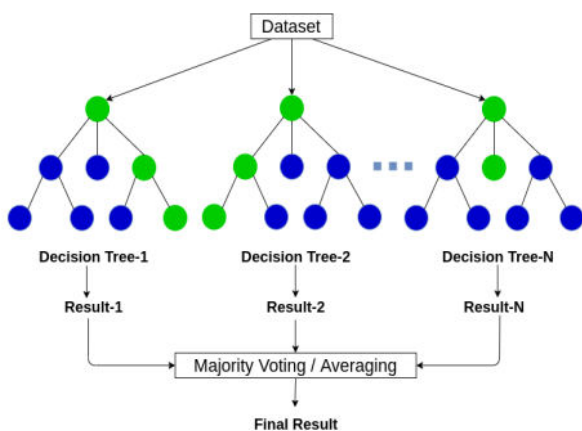 Dataset
Decision Tree-1
Decision Tree-2
Decision Tree-N
Result-1
Result-2
Result-N
Majority Voting / Averaging
Final Result